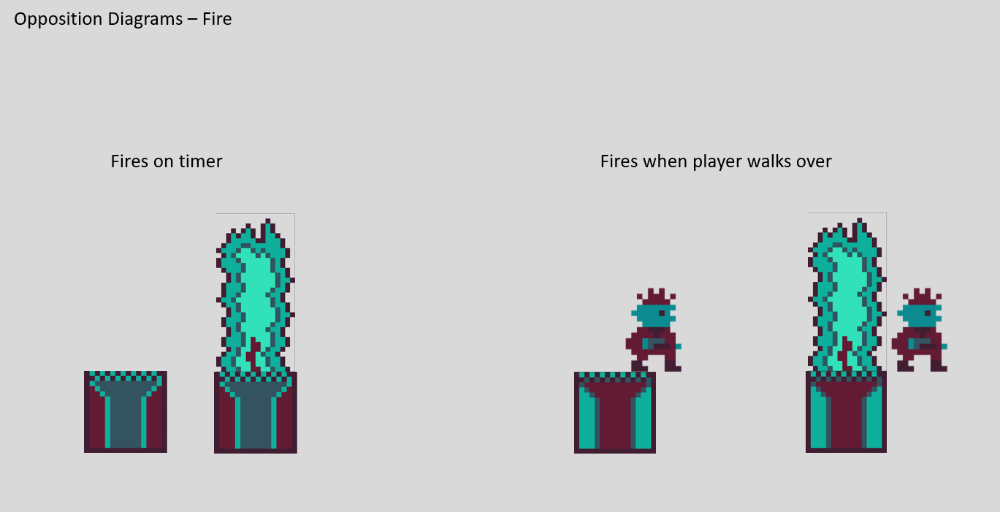 Opposition Diagrams – Fire
Fires on timer
Fires when player walks over